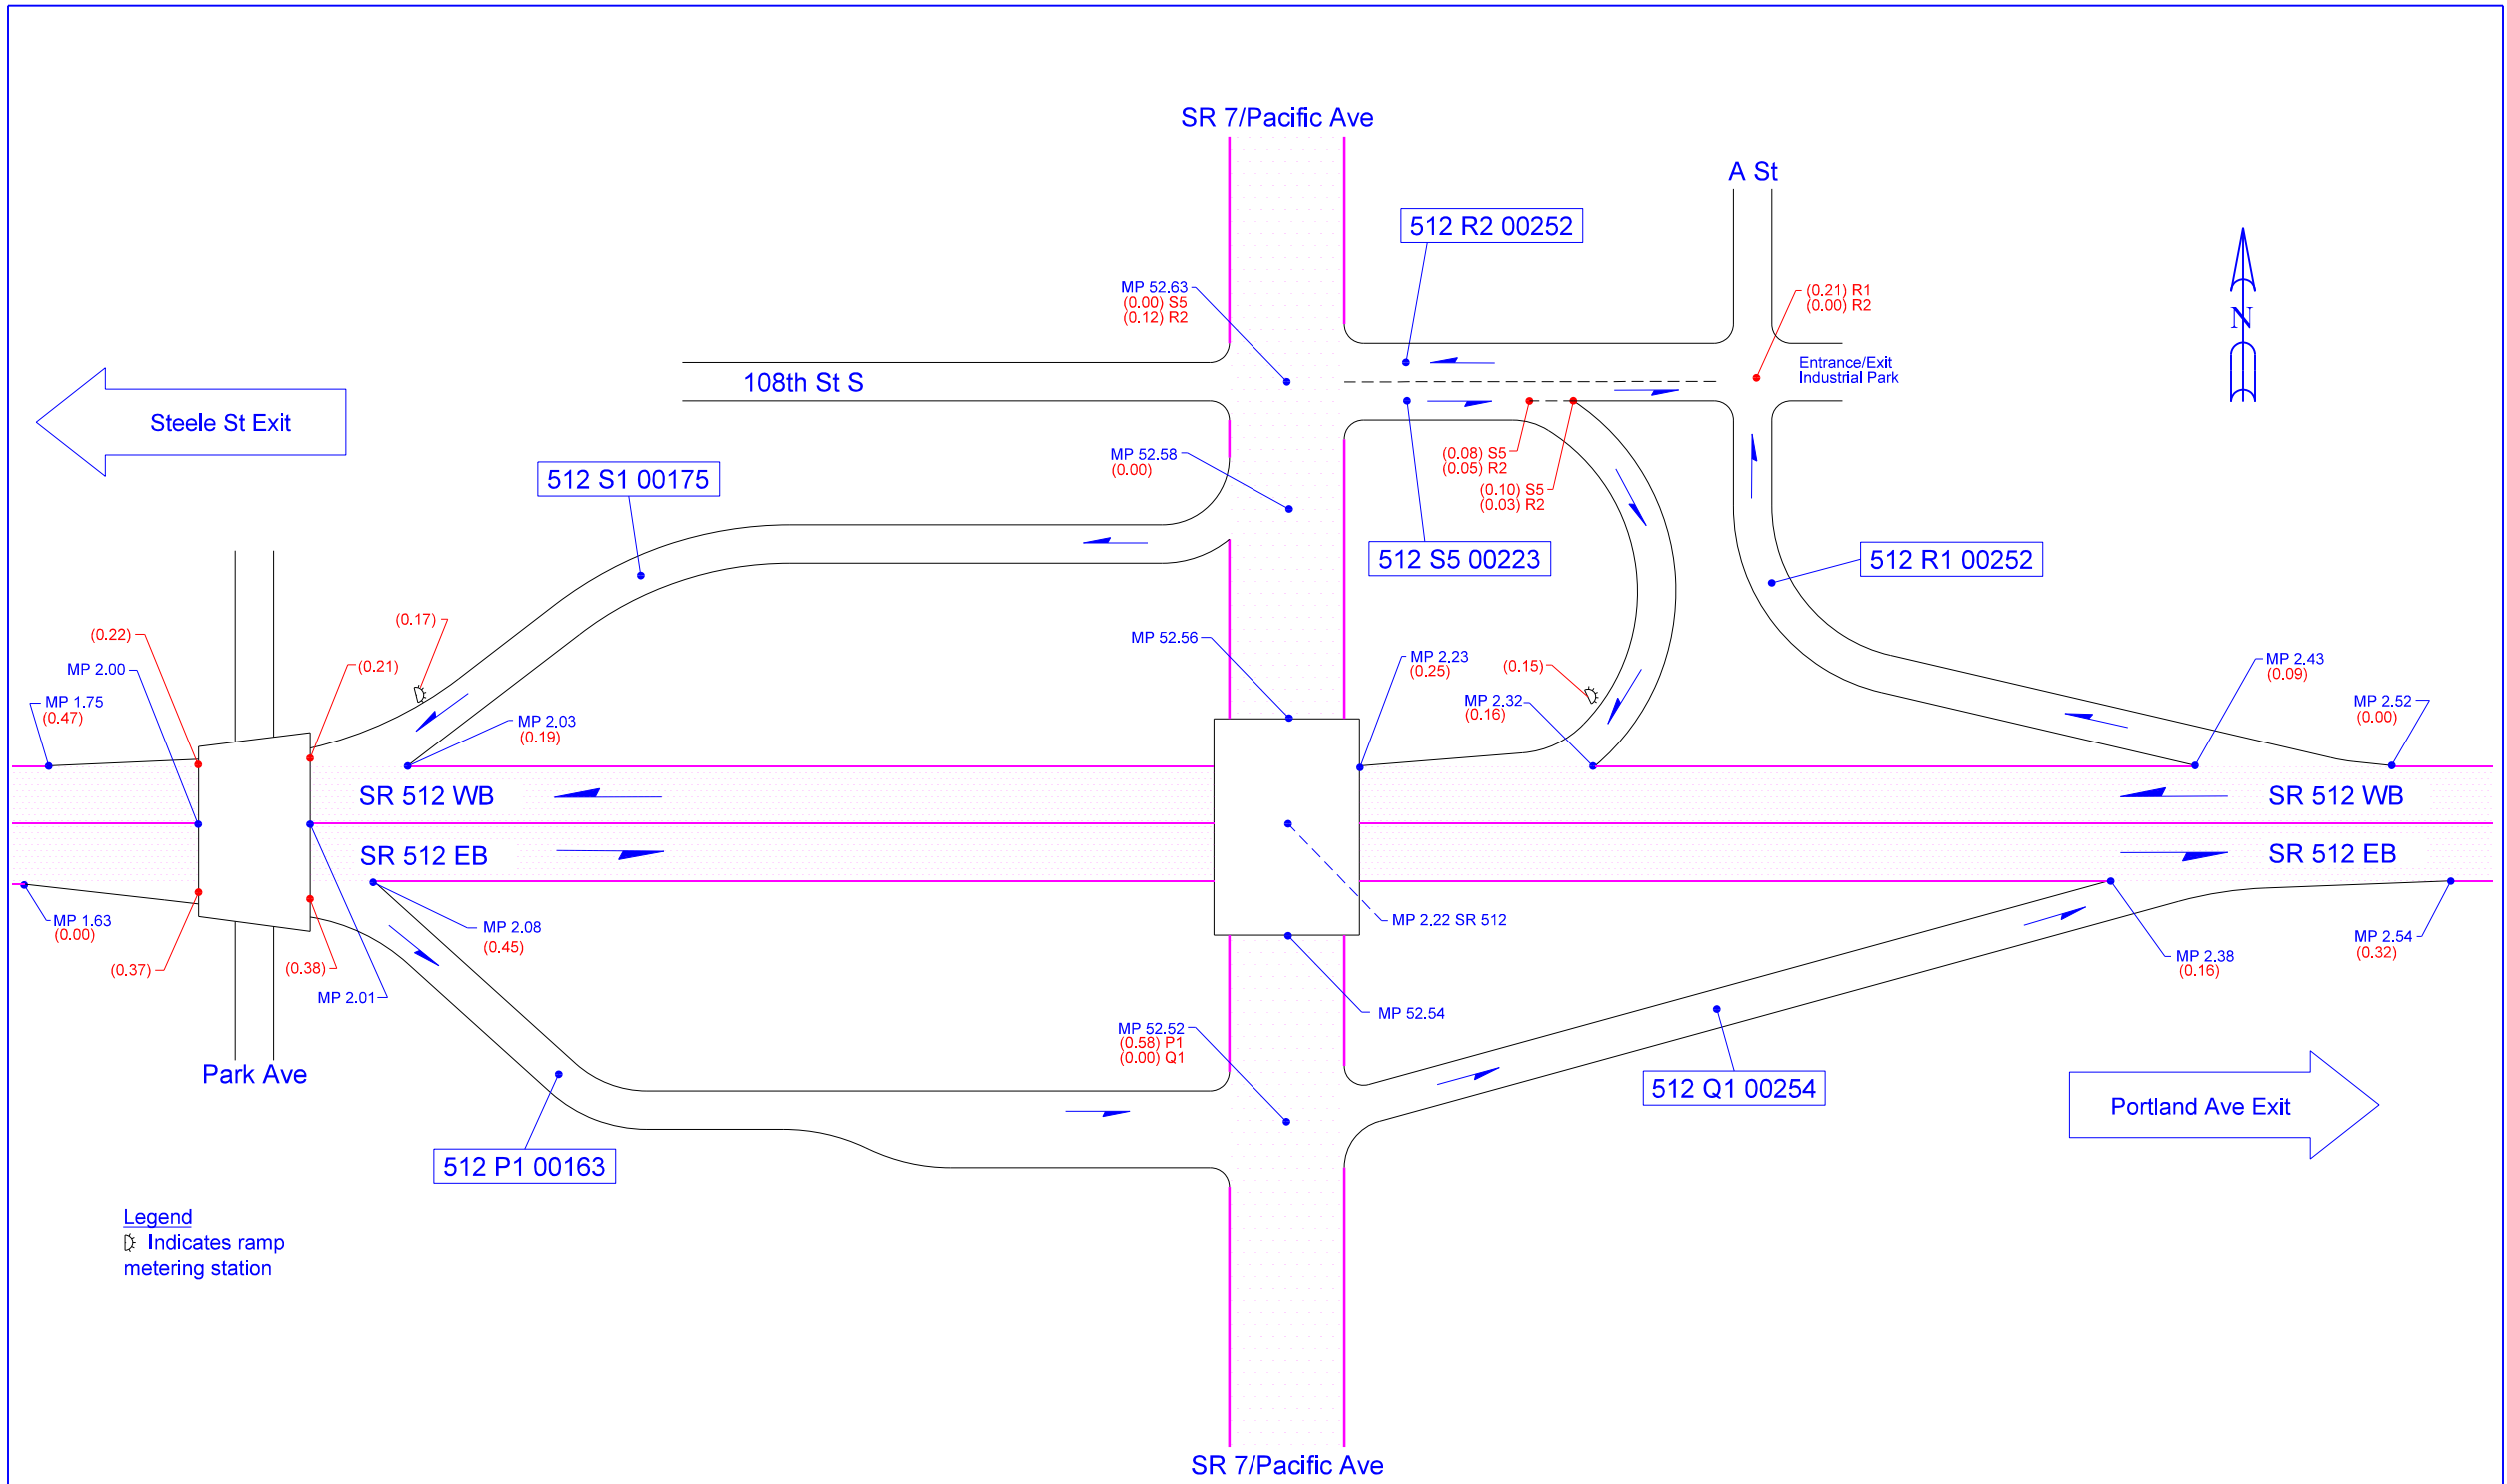 SR 7/Pacific Ave
A St
512 R2 00252
MP 52.63
(0.00) S5
(0.12) R2
(0.21) R1
(0.00) R2
N
Entrance/Exit
Industrial Park
108th St S
Steele St Exit
MP 52.58
(0.00)
(0.08) S5
(0.05) R2
(0.10) S5
(0.03) R2
512 S1 00175
512 S5 00223
512 R1 00252
(0.17)
(0.22)
MP 2.00
(0.21)
MP 1.75
(0.47)
MP 2.03
(0.19)
MP 52.56
MP 2.23
(0.25)
(0.15)
MP 2.32
(0.16)
MP 2.43
(0.09)
MP 2.52
(0.00)
SR 512 WB
SR 512 WB
SR 512 EB
SR 512 EB
MP 1.63
(0.00)
(0.37)
(0.38)
MP 2.01
MP 2.08
(0.45)
MP 2.22 SR 512
MP 2.38
(0.16)
MP 2.54
(0.32)
MP 52.54
MP 52.52
(0.58) P1
(0.00) Q1
Park Ave
512 Q1 00254
Portland Ave Exit
512 P1 00163
Legend
Indicates ramp
metering station
SR 7/Pacific Ave